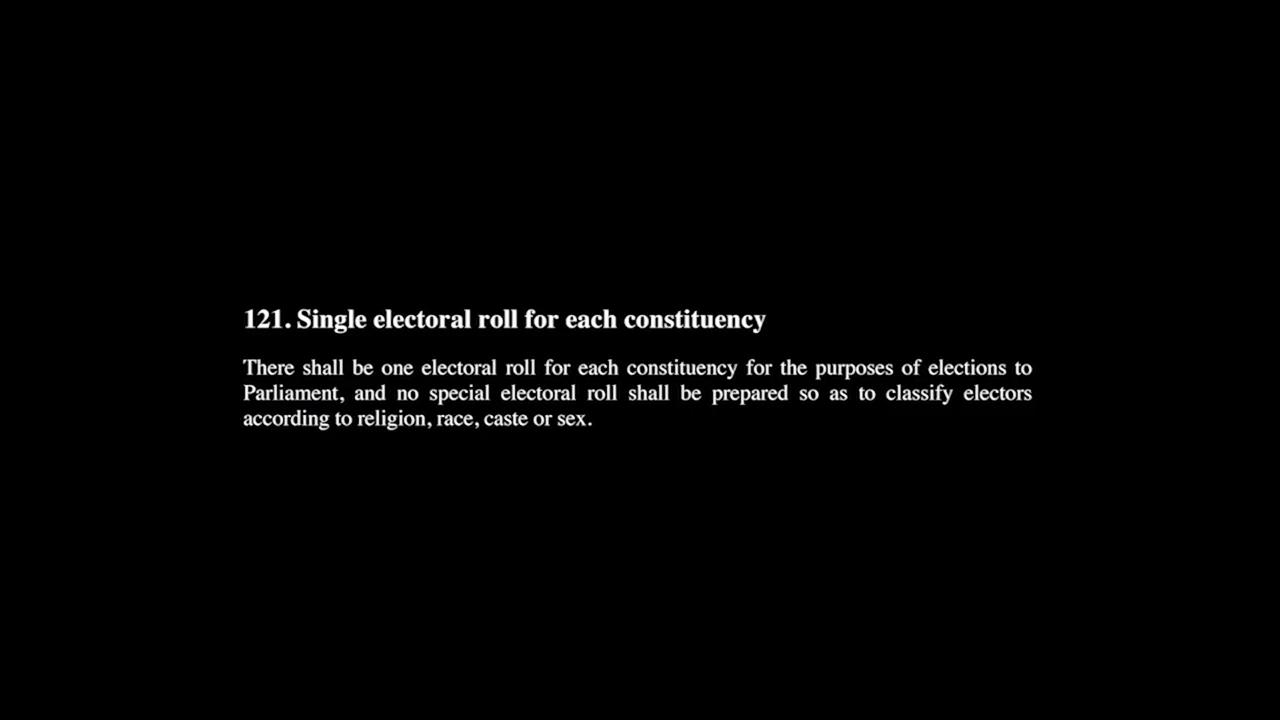 121. Single electoral roll for each constituency
There shall be one electoral roll for each constituency for the purposes of elections to
Parliament, and no special electoral roll shall be prepared so as to classify electors
according to religion, race, caste or sex.